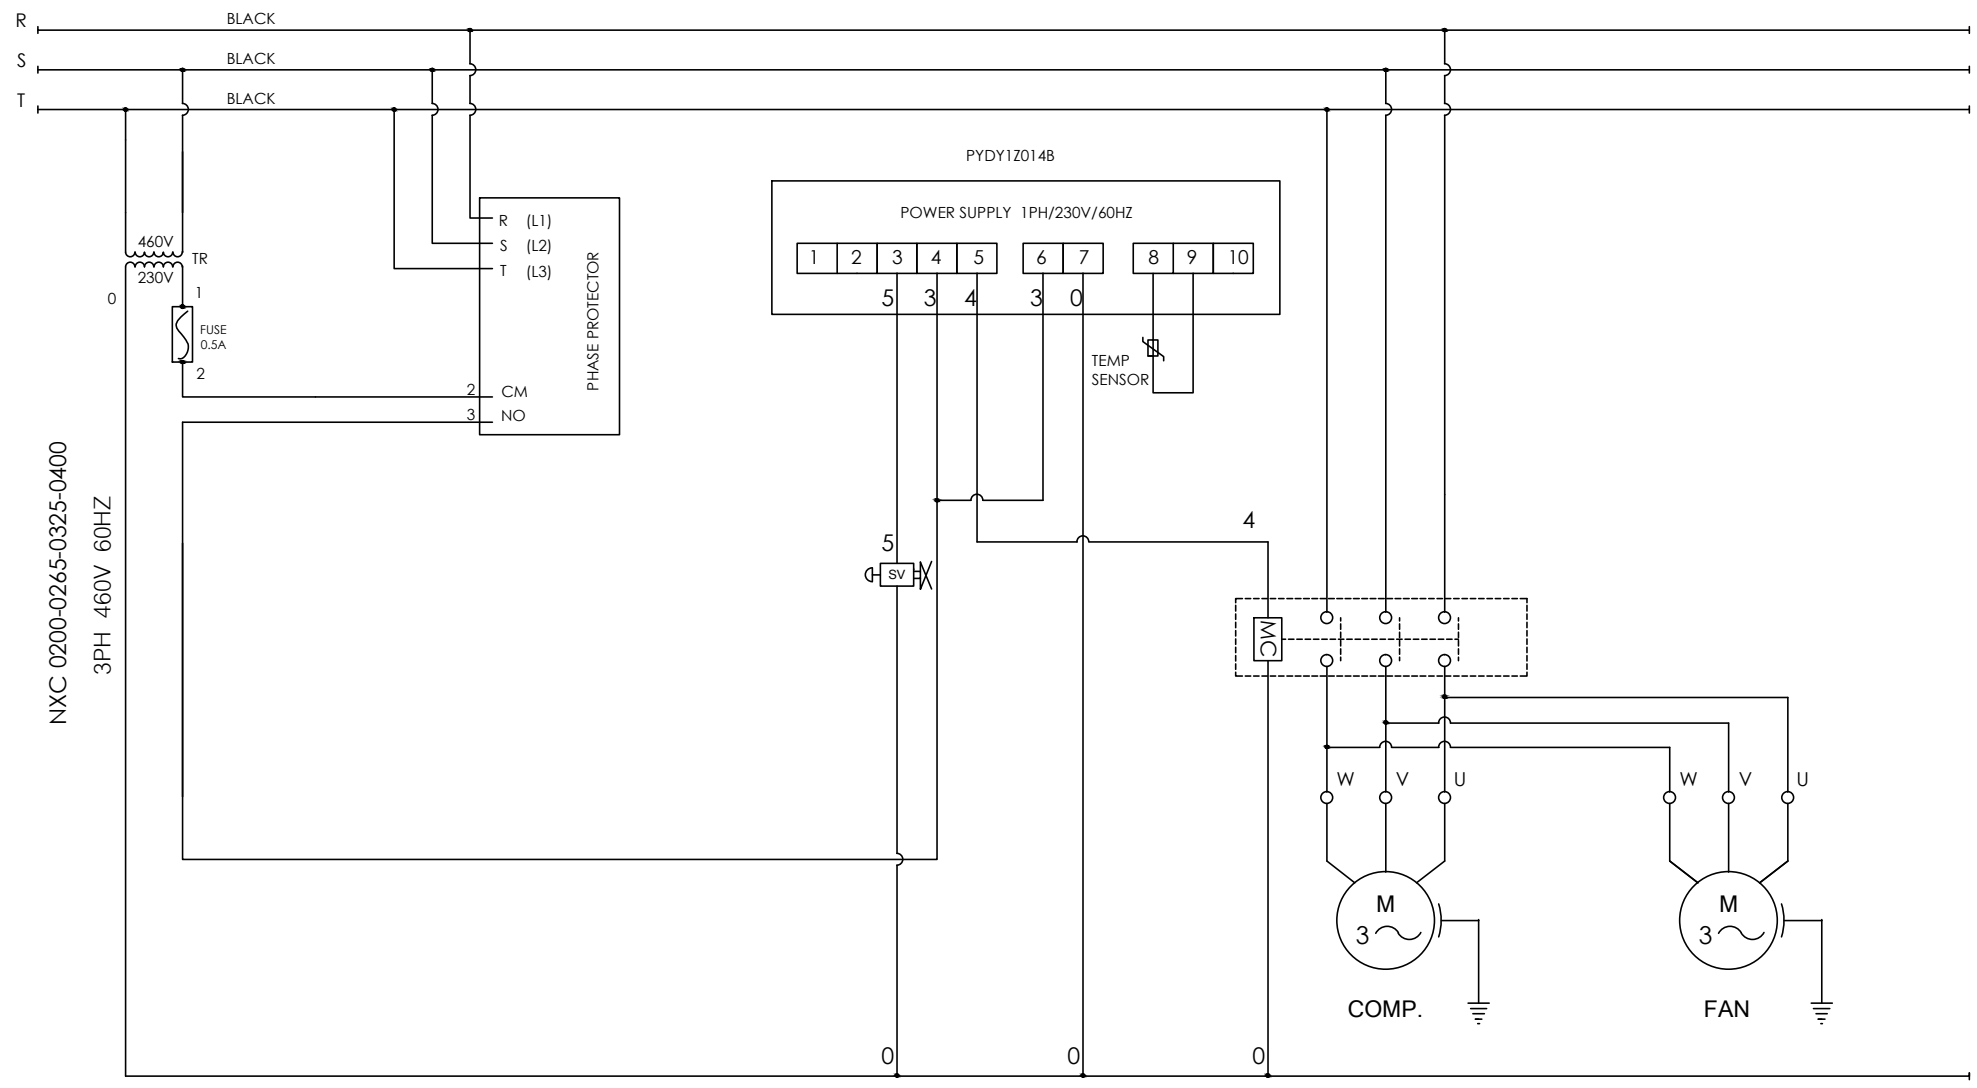 R
BLACK
S
BLACK
T
BLACK
PYDY1Z014B
POWER SUPPLY 1PH/230V/60HZ
1 2 3 4 5 6 7 8 9 10
5 3 4 3 0
R (L1)
S (L2)
T (L3)
PHASE PROTECTOR
2 CM
3 NO
460V
TR
230V
0
1
FUSE
0.5A
2
TEMP
SENSOR
NXC 0200-0265-0325-0400
3PH 460V 60HZ
5
SV
4
MC
W V U
W V U
M
3
M
3
COMP.
FAN
0
0
0